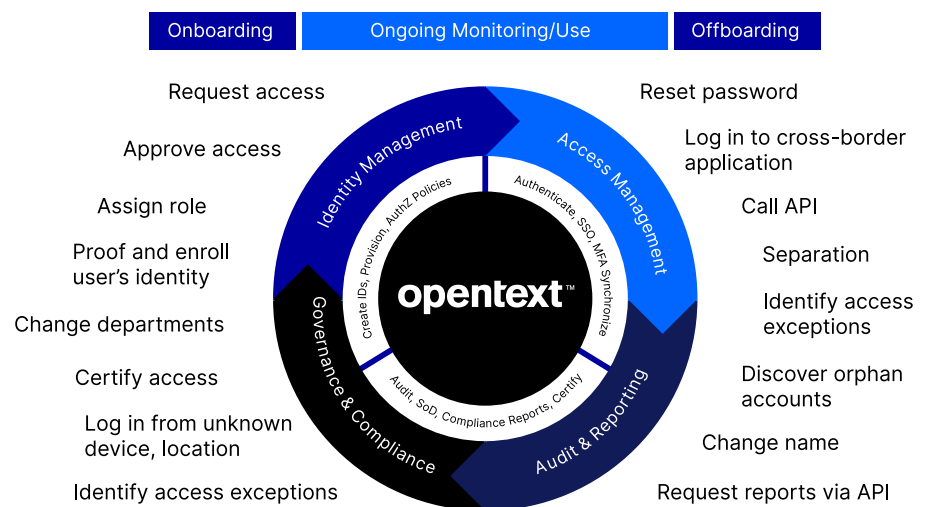 Onboarding
Ongoing Monitoring/Use
Offboarding
Request access
Approve access
Assign role
Proof and enroll
user’s identity
Change departments
Certify access
Log in from unknown
device, location
Identify access exceptions
Identity Management
Access Management
Audit & Reporting
Governance & Compliance
Create IDs, Provision, AuthZ Policies
Authenticate, SSO, MFA Synchronize
Audit, SoD, Compliance Reports, Certify
opentext™
Reset password
Log in to cross-border
application
Call API
Separation
Identify access
exceptions
Discover orphan
accounts
Change name
Request reports via API